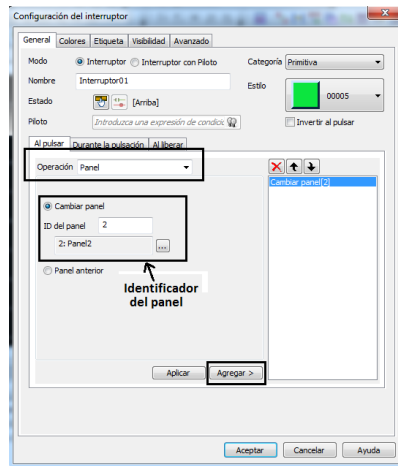 Configuración del interruptor
General Colores Etiqueta Visibilidad Avanzado
Modo Interruptor Interruptor con Piloto Categoría Primitiva
Nombre Interruptor01 Estilo 00005
Estado [Arriba]
Piloto Introduzca una expresión de condici Invertir al pulsar
Al pulsar Durante la pulsación Al liberar
Operación Panel
Cambiar panel[2]
Cambiar panel
ID del panel 2
2: Panel2 ...
Panel anterior
Identificador
del panel
Aplicar Agregar >
Aceptar Cancelar Ayuda